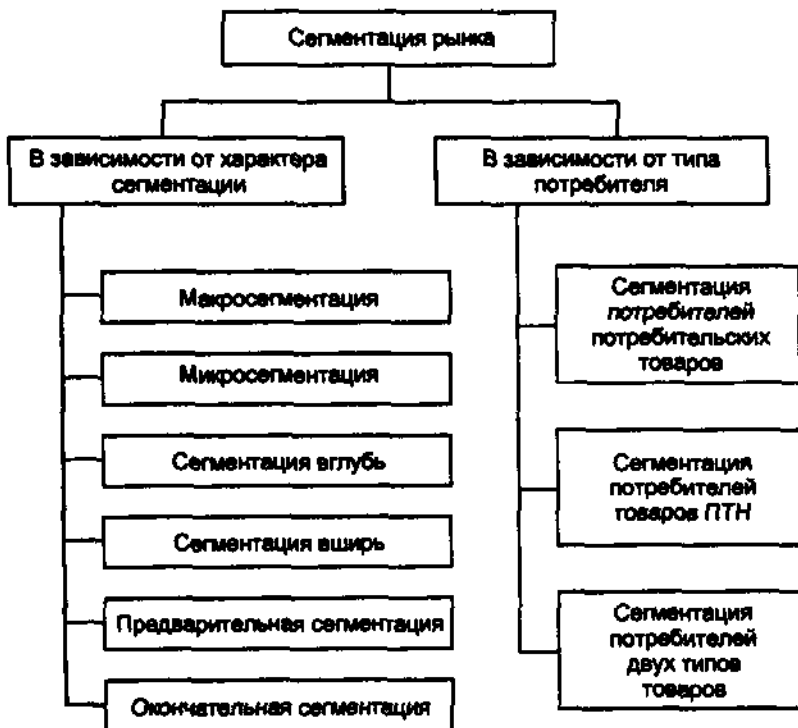 Сегментация рынка
В зависимости от характера
сегментации
Макросегментация
Микросегментация
Сегментация вглубь
Сегментация вширь
Предварительная сегментация
Окончательная сегментация
В зависимости от типа
потребителя
Сегментация
потребителей
потребительских
товаров
Сегментация
потребителей
товаров ПТН
Сегментация
потребителей
двух типов
товаров